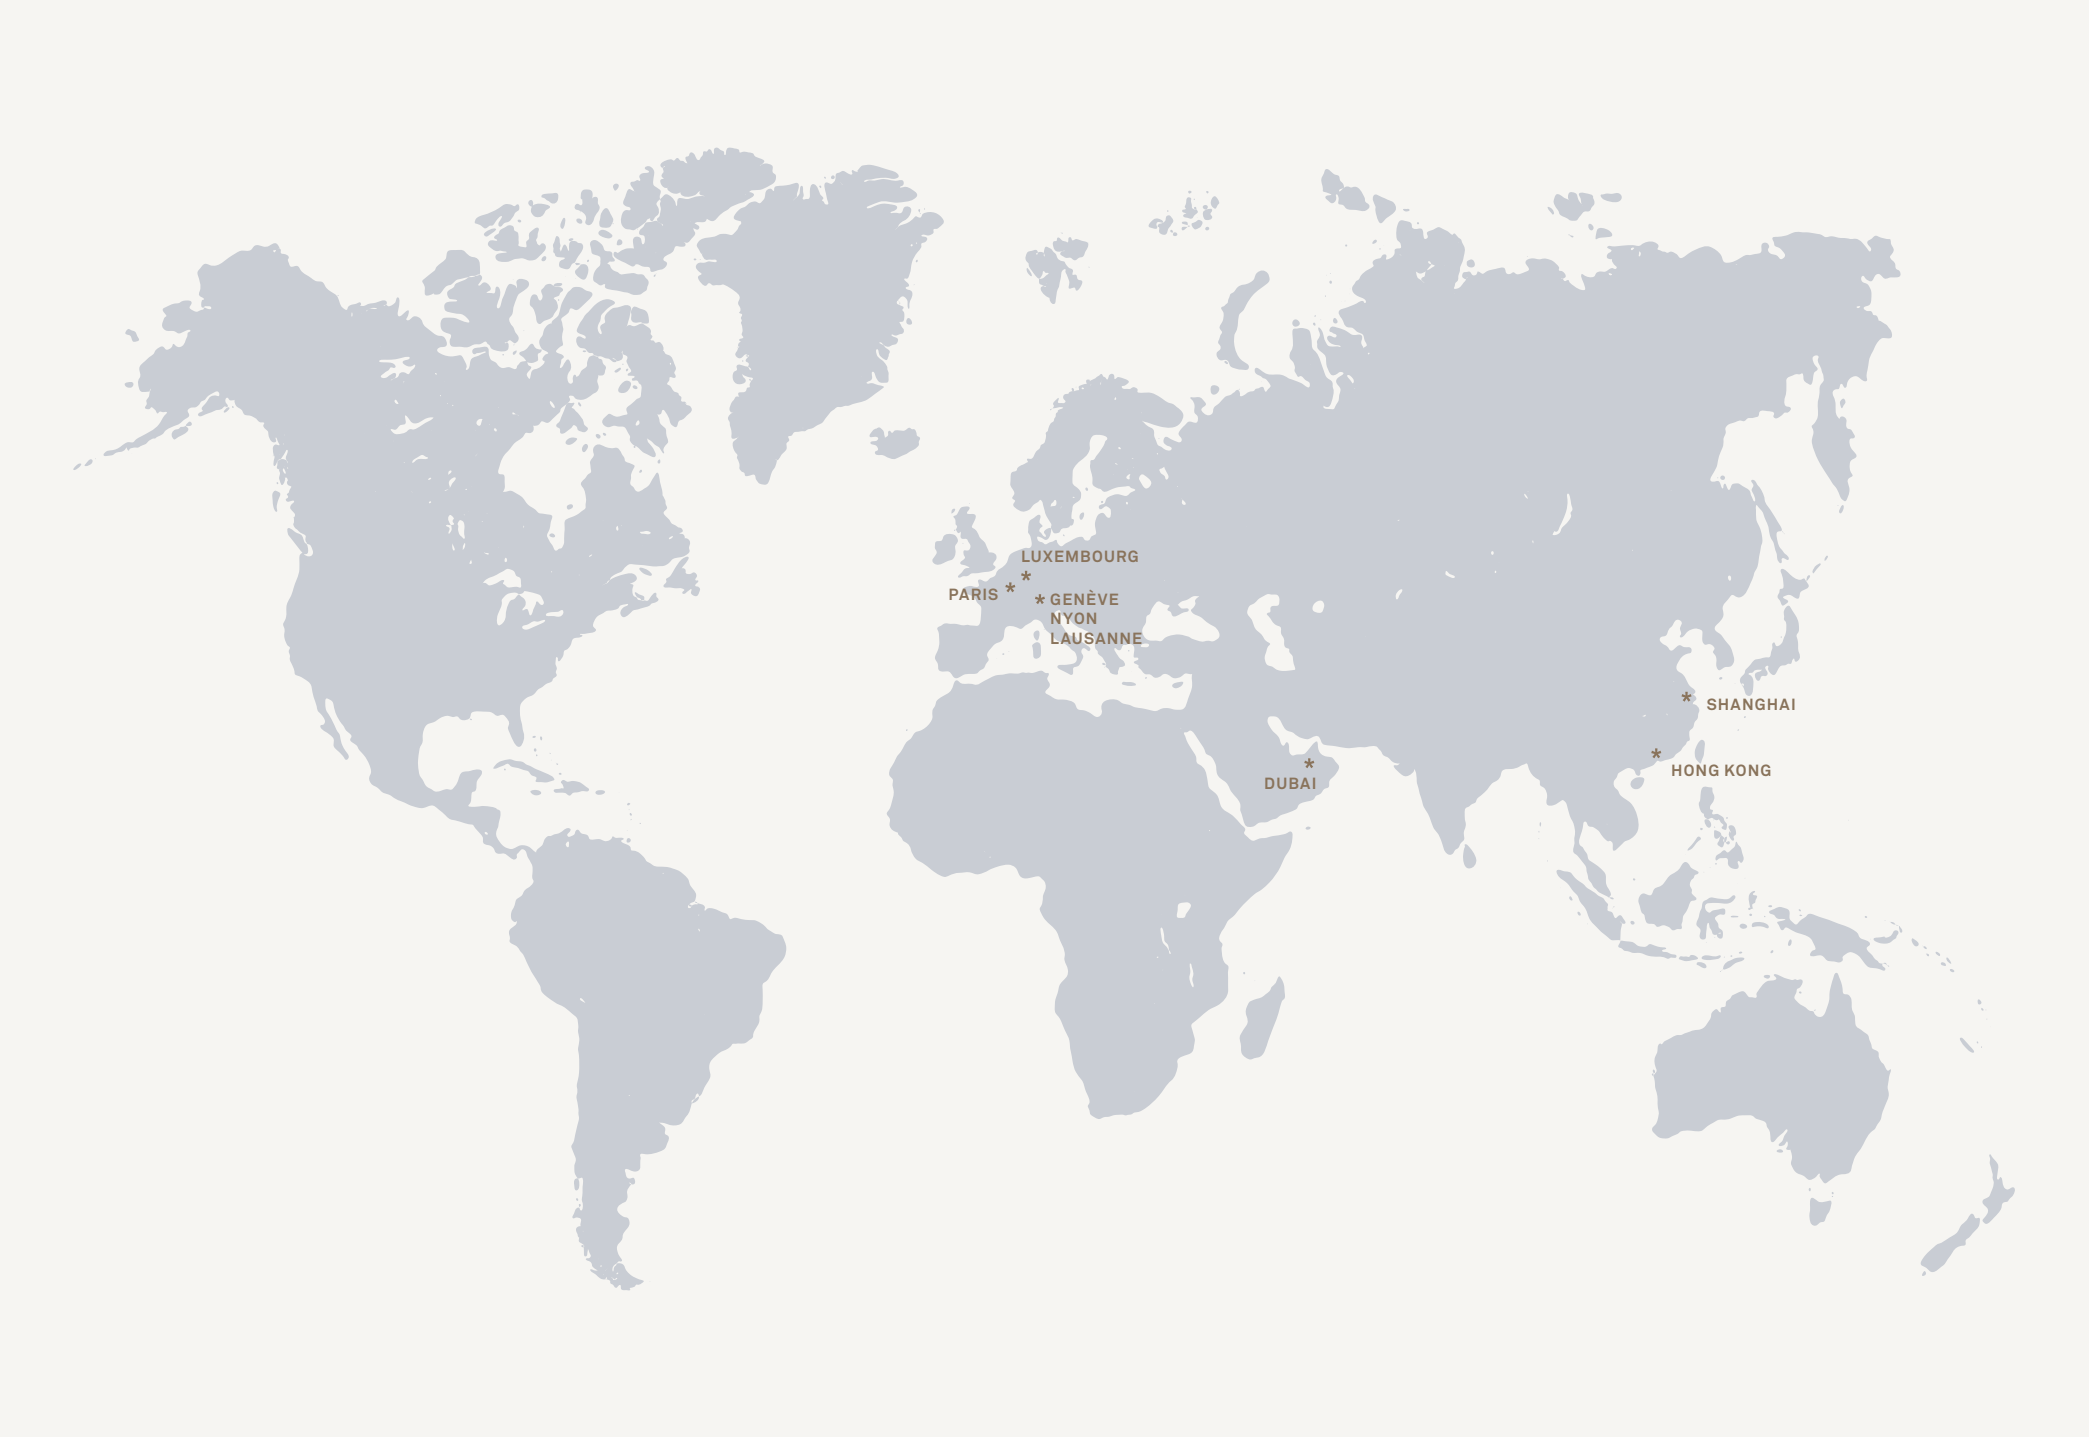 LUXEMBOURG
*
PARIS *
* GENÈVE
NYON
LAUSANNE
* SHANGHAI
*
HONG KONG
*
DUBAI